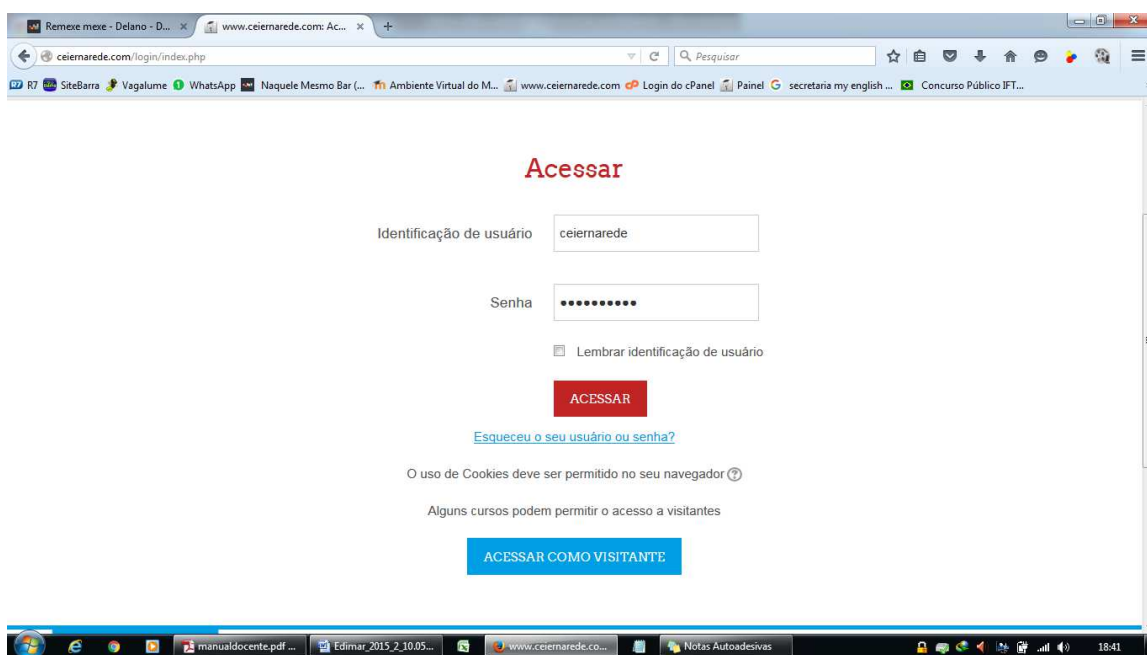 Remexe mexe - Delano - D... × www.ceiernarede.com: Ac... × +
ceiernarede.com/login/index.php Pesquisar
R7 SiteBarra Vagalume WhatsApp Naquele Mesmo Bar (... Ambiente Virtual do M... www.ceiernarede.com Login do cPanel Painel secretaria my english ... Concurso Público IFT...
Acessar
Identificação de usuário ceiernarede
Senha ••••••••••
Lembrar identificação de usuário
ACESSAR
Esqueceu o seu usuário ou senha?
O uso de Cookies deve ser permitido no seu navegador ?
Alguns cursos podem permitir o acesso a visitantes
ACESSAR COMO VISITANTE
manualdocente.pdf ... Edimar_2015_2_10.05... www.ceiernarede.co... Notas Autoadesivas 18:41